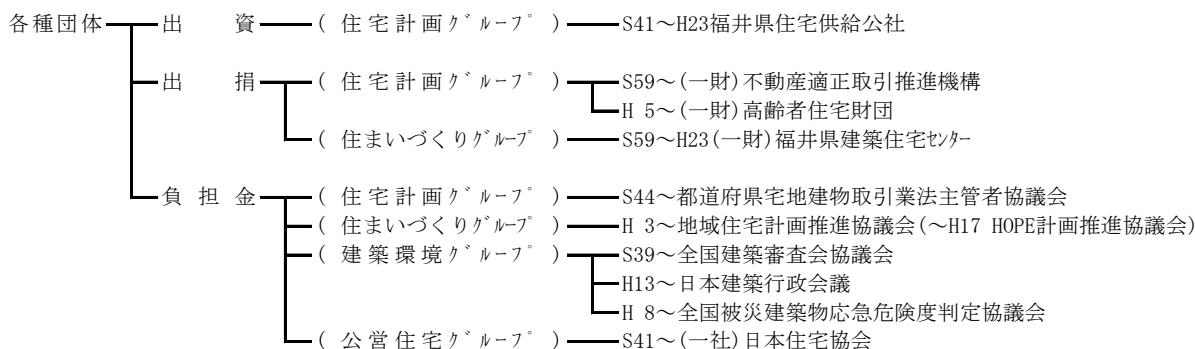 各種団体 出資 (住宅計画グループ) S41～H23福井県住宅供給公社
出捐 (住宅計画グループ) S59～(一財)不動産適正取引推進機構
H 5～(一財)高齢者住宅財団
(住まいづくりグループ) S59～H23(一財)福井県建築住宅センター
負担金 (住宅計画グループ) S44～都道府県宅地建物取引業法主管者協議会
(住まいづくりグループ) H 3～地域住宅計画推進協議会(～H17 HOPE計画推進協議会)
(建築環境グループ) S39～全国建築審査会協議会
H13～日本建築行政会議
H 8～全国被災建築物応急危険度判定協議会
(公営住宅グループ) S41～(一社)日本住宅協会